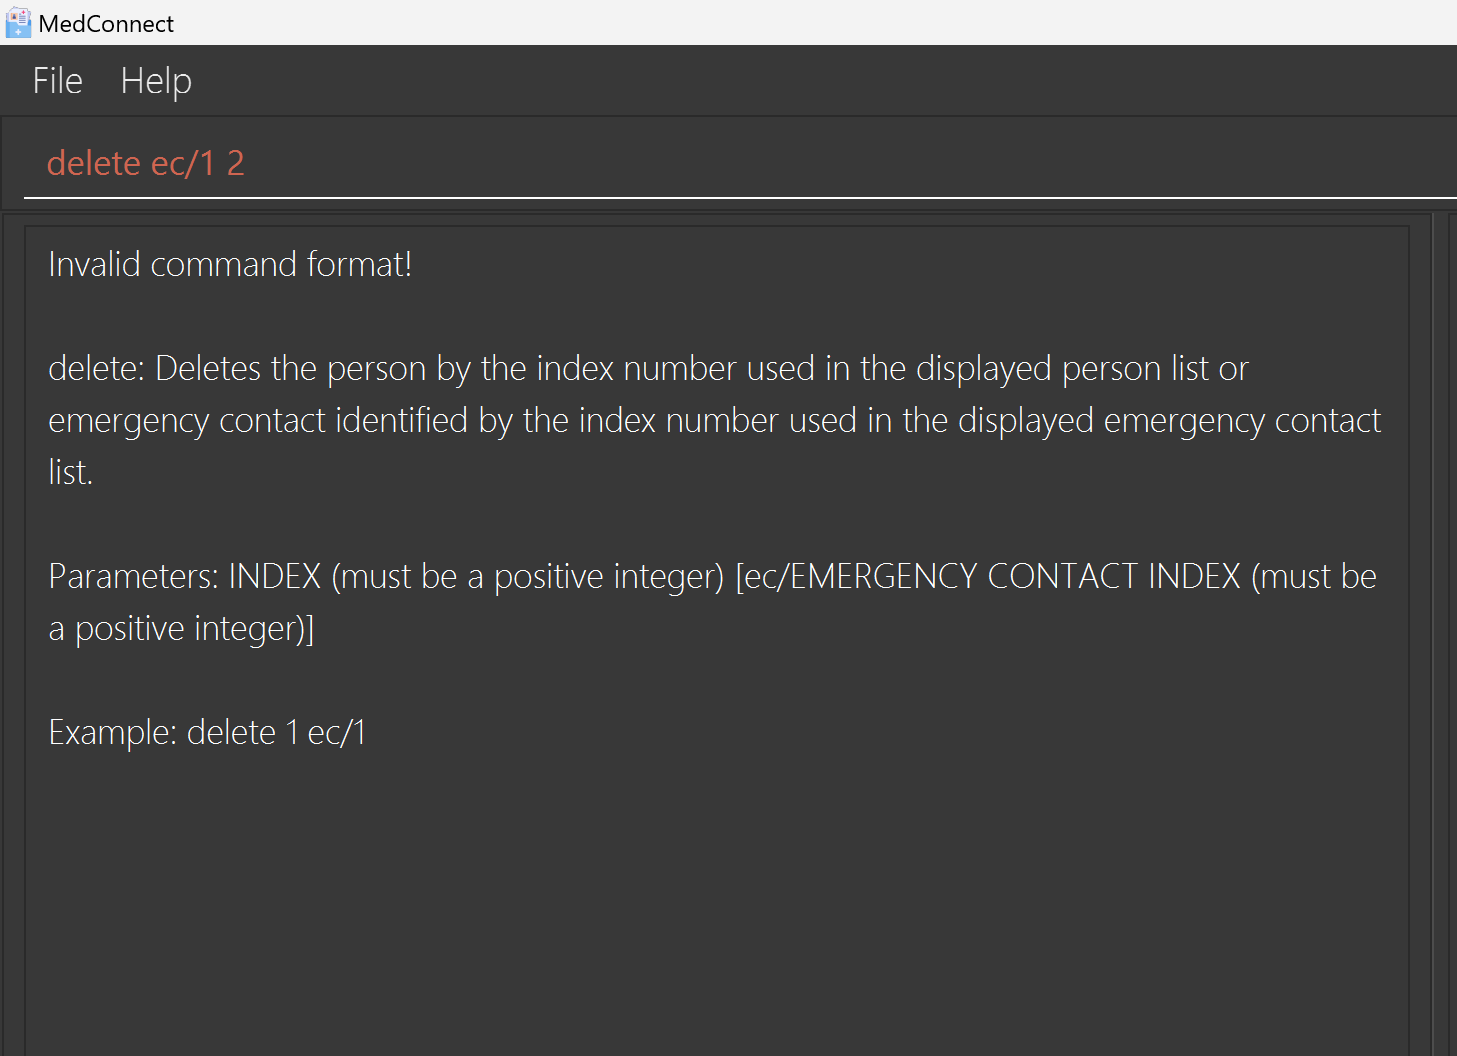 MedConnect
File Help
delete ec/1 2
Invalid command format!
delete: Deletes the person by the index number used in the displayed person list or
emergency contact identified by the index number used in the displayed emergency contact
list.
Parameters: INDEX (must be a positive integer) [ec/EMERGENCY CONTACT INDEX (must be
a positive integer)]
Example: delete 1 ec/1